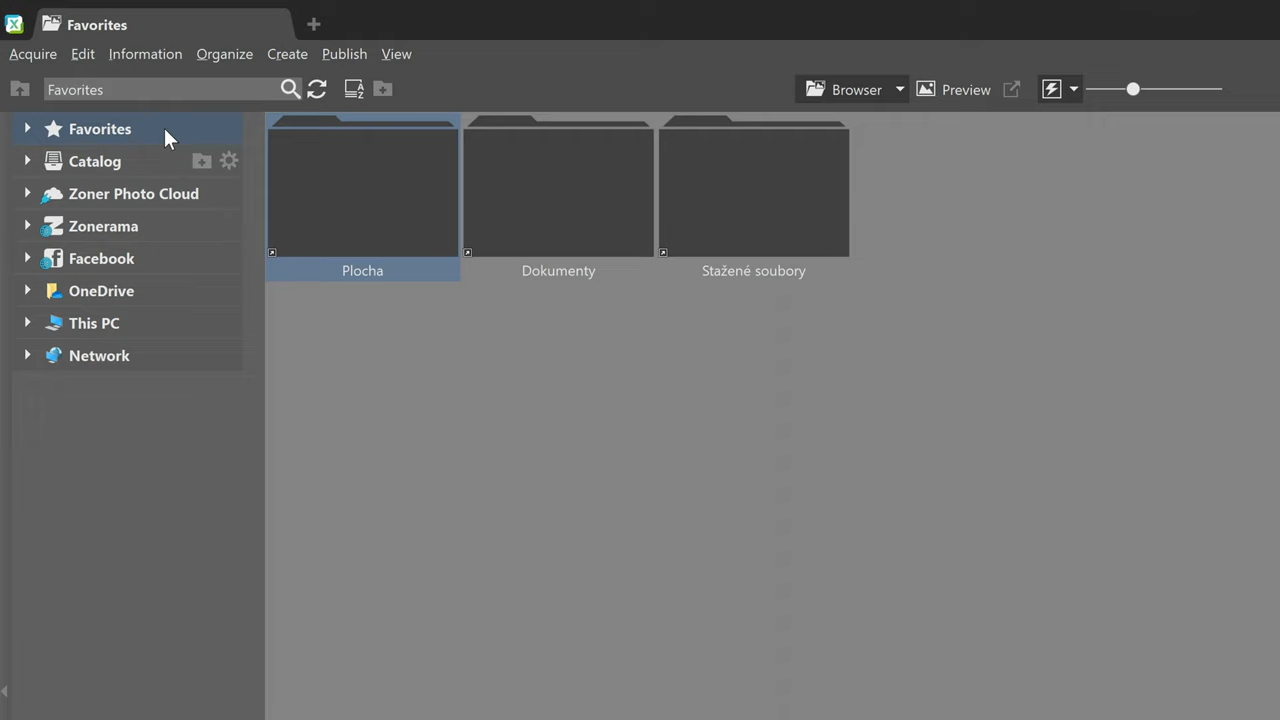 Favorites
Acquire Edit Information Organize Create Publish View
Favorites Browser Preview
Favorites
Catalog
Zoner Photo Cloud
Zonerama
Facebook
OneDrive
This PC
Network
Plocha Dokumenty Stažené soubory